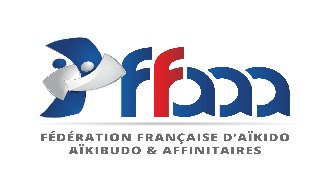 ffaaa
FÉDÉRATION FRANÇAISE D'AÏKIDO
AÏKIBUDO & AFFINITAIRES